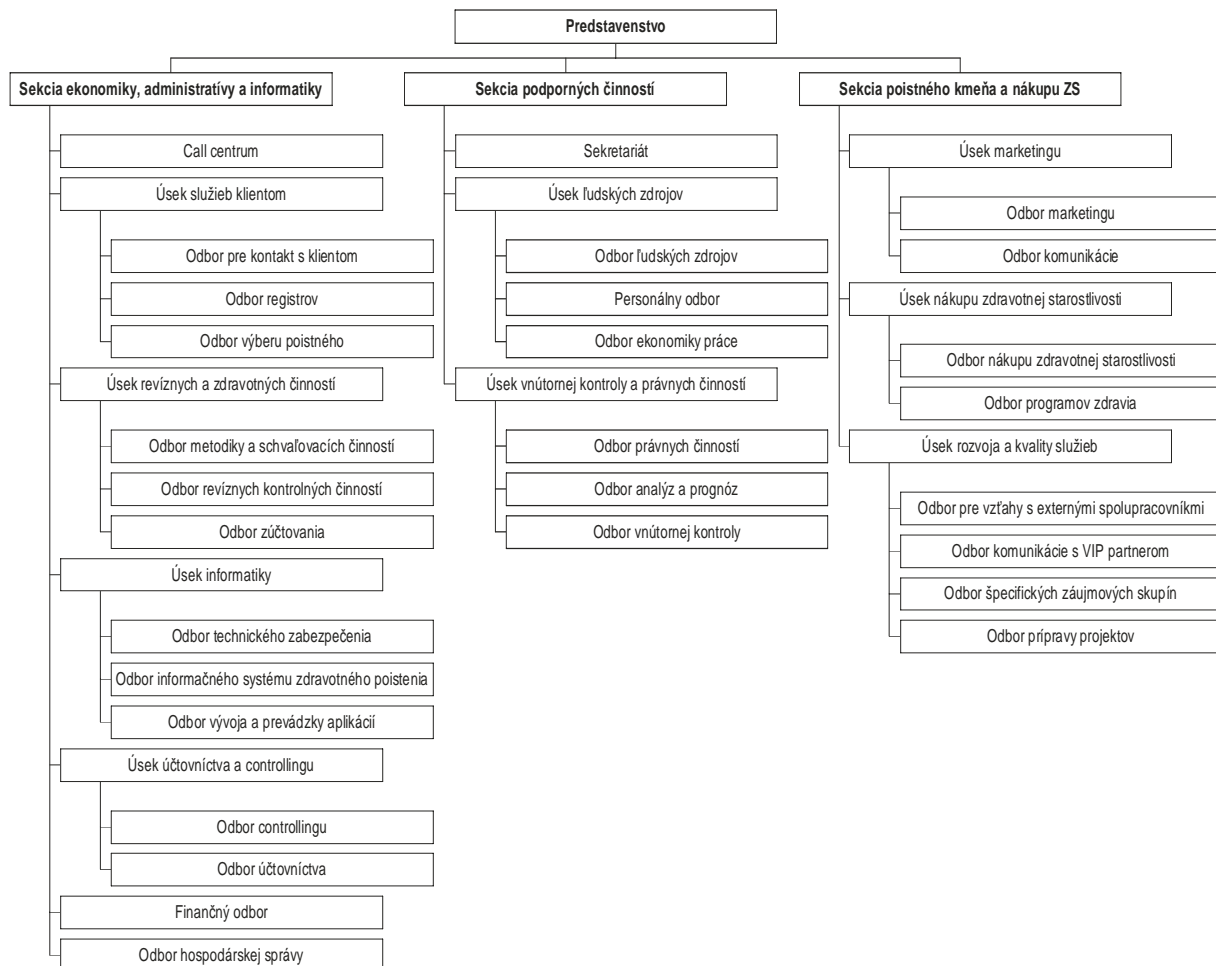 Predstavenstvo
Sekcia ekonomiky, administratívy a informatiky
Call centrum
Úsek služieb klientom
Odbor pre kontakt s klientom
Odbor registrov
Odbor výberu poistného
Úsek revíznych a zdravotných činností
Odbor metodiky a schvaľovacích činností
Odbor revíznych kontrolných činností
Odbor zúčtovania
Úsek informatiky
Odbor technického zabezpečenia
Odbor informačného systému zdravotného poistenia
Odbor vývoja a prevádzky aplikácií
Úsek účtovníctva a controllingu
Odbor controllingu
Odbor účtovníctva
Finančný odbor
Odbor hospodárskej správy
Sekcia podporných činností
Sekretariát
Úsek ľudských zdrojov
Odbor ľudských zdrojov
Personálny odbor
Odbor ekonomiky práce
Úsek vnútornej kontroly a právnych činností
Odbor právnych činností
Odbor analýz a prognóz
Odbor vnútornej kontroly
Sekcia poistného kmeňa a nákupu ZS
Úsek marketingu
Odbor marketingu
Odbor komunikácie
Úsek nákupu zdravotnej starostlivosti
Odbor nákupu zdravotnej starostlivosti
Odbor programov zdravia
Úsek rozvoja a kvality služieb
Odbor pre vzťahy s externými spolupracovníkmi
Odbor komunikácie s VIP partnerom
Odbor špecifických záujmových skupín
Odbor prípravy projektov